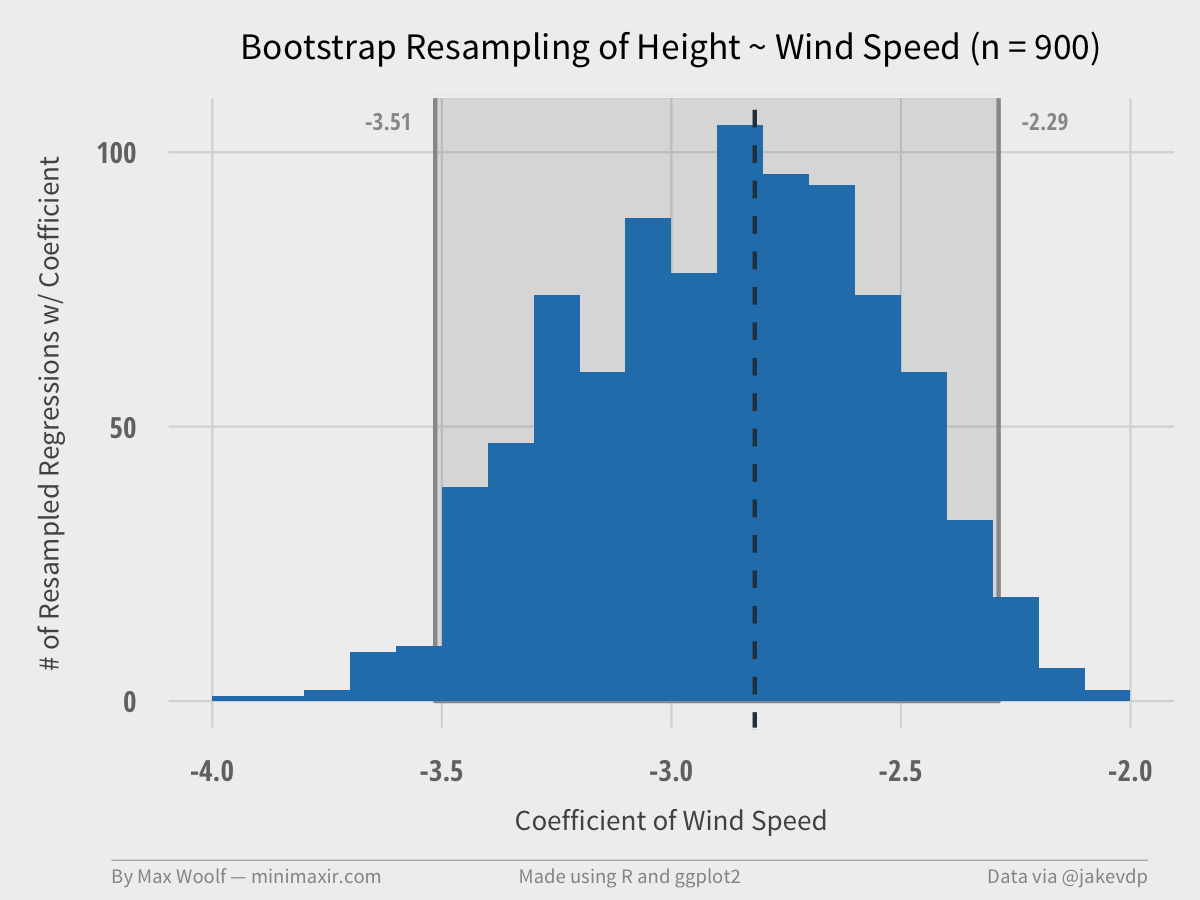 Bootstrap Resampling of Height ~ Wind Speed (n = 900)
-3.51
-2.29
# of Resampled Regressions w/ Coefficient
100
50
0
-4.0 -3.5 -3.0 -2.5 -2.0
Coefficient of Wind Speed
By Max Woolf — minimaxir.com Made using R and ggplot2 Data via @jakevdp